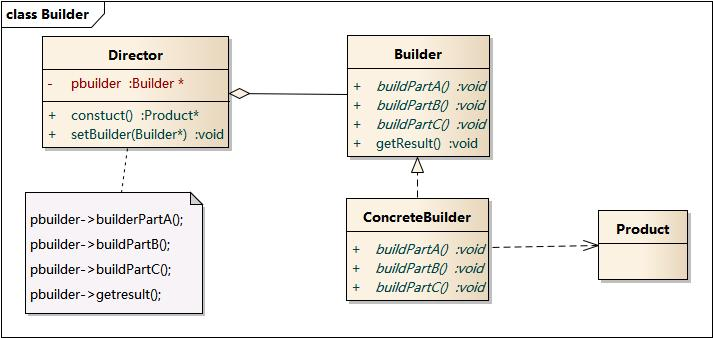 class Builder
Director
- pbuilder :Builder *
+ constuct() :Product*
+ setBuilder(Builder*) :void
Builder
+ buildPartA() :void
+ buildPartB() :void
+ buildPartC() :void
+ getResult() :void
pbuilder->builderPartA();
pbuilder->buildPartB();
pbuilder->buildPartC();
pbuilder->getresult();
ConcreteBuilder
+ buildPartA() :void
+ buildPartB() :void
+ buildPartC() :void
Product